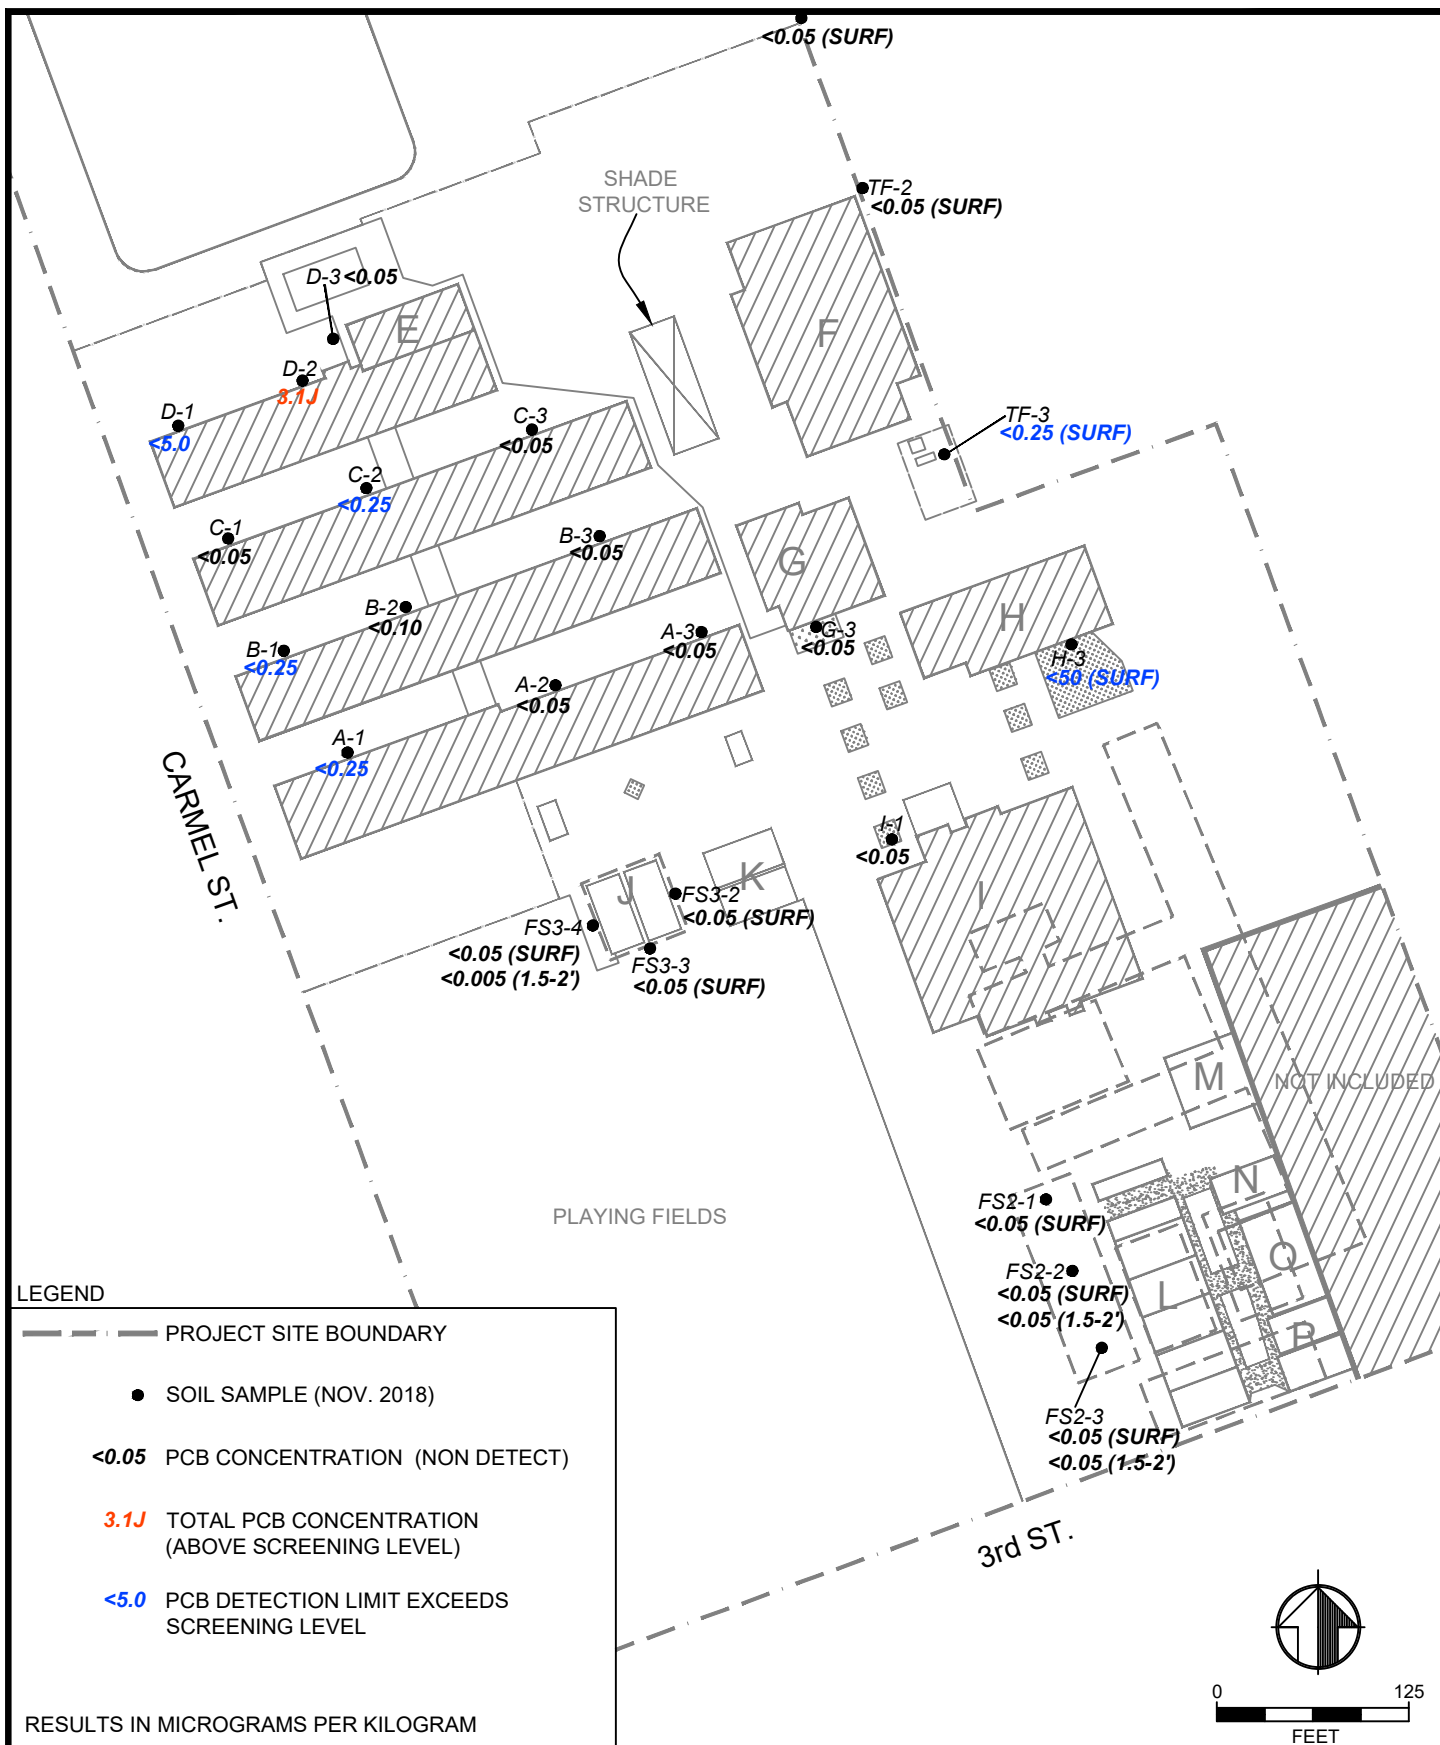 <0.05 (SURF)
SHADE
STRUCTURE
TF-2
<0.05 (SURF)
D-3 <0.05
E
F
D-2
3.1J
D-1
<5.0
C-3
<0.05
TF-3
<0.25 (SURF)
C-2
<0.25
C-1
<0.05
B-3
<0.05
G
B-2
<0.10
H
A-3
<0.05
G-3
<0.05
B-1
<0.25
H-3
<50 (SURF)
A-2
<0.05
A-1
<0.25
CARMEL ST.
I-1
<0.05
J
K
I
FS3-2
<0.05 (SURF)
FS3-4
<0.05 (SURF)
<0.005 (1.5-2')
FS3-3
<0.05 (SURF)
M
NOT INCLUDED
N
FS2-1
<0.05 (SURF)
PLAYING FIELDS
O
FS2-2
<0.05 (SURF)
<0.05 (1.5-2')
L
P
FS2-3
<0.05 (SURF)
<0.05 (1.5-2')
3rd ST.
LEGEND
PROJECT SITE BOUNDARY
SOIL SAMPLE (NOV. 2018)
<0.05 PCB CONCENTRATION (NON DETECT)
3.1J TOTAL PCB CONCENTRATION
(ABOVE SCREENING LEVEL)
<5.0 PCB DETECTION LIMIT EXCEEDS
SCREENING LEVEL
RESULTS IN MICROGRAMS PER KILOGRAM
0 125
FEET